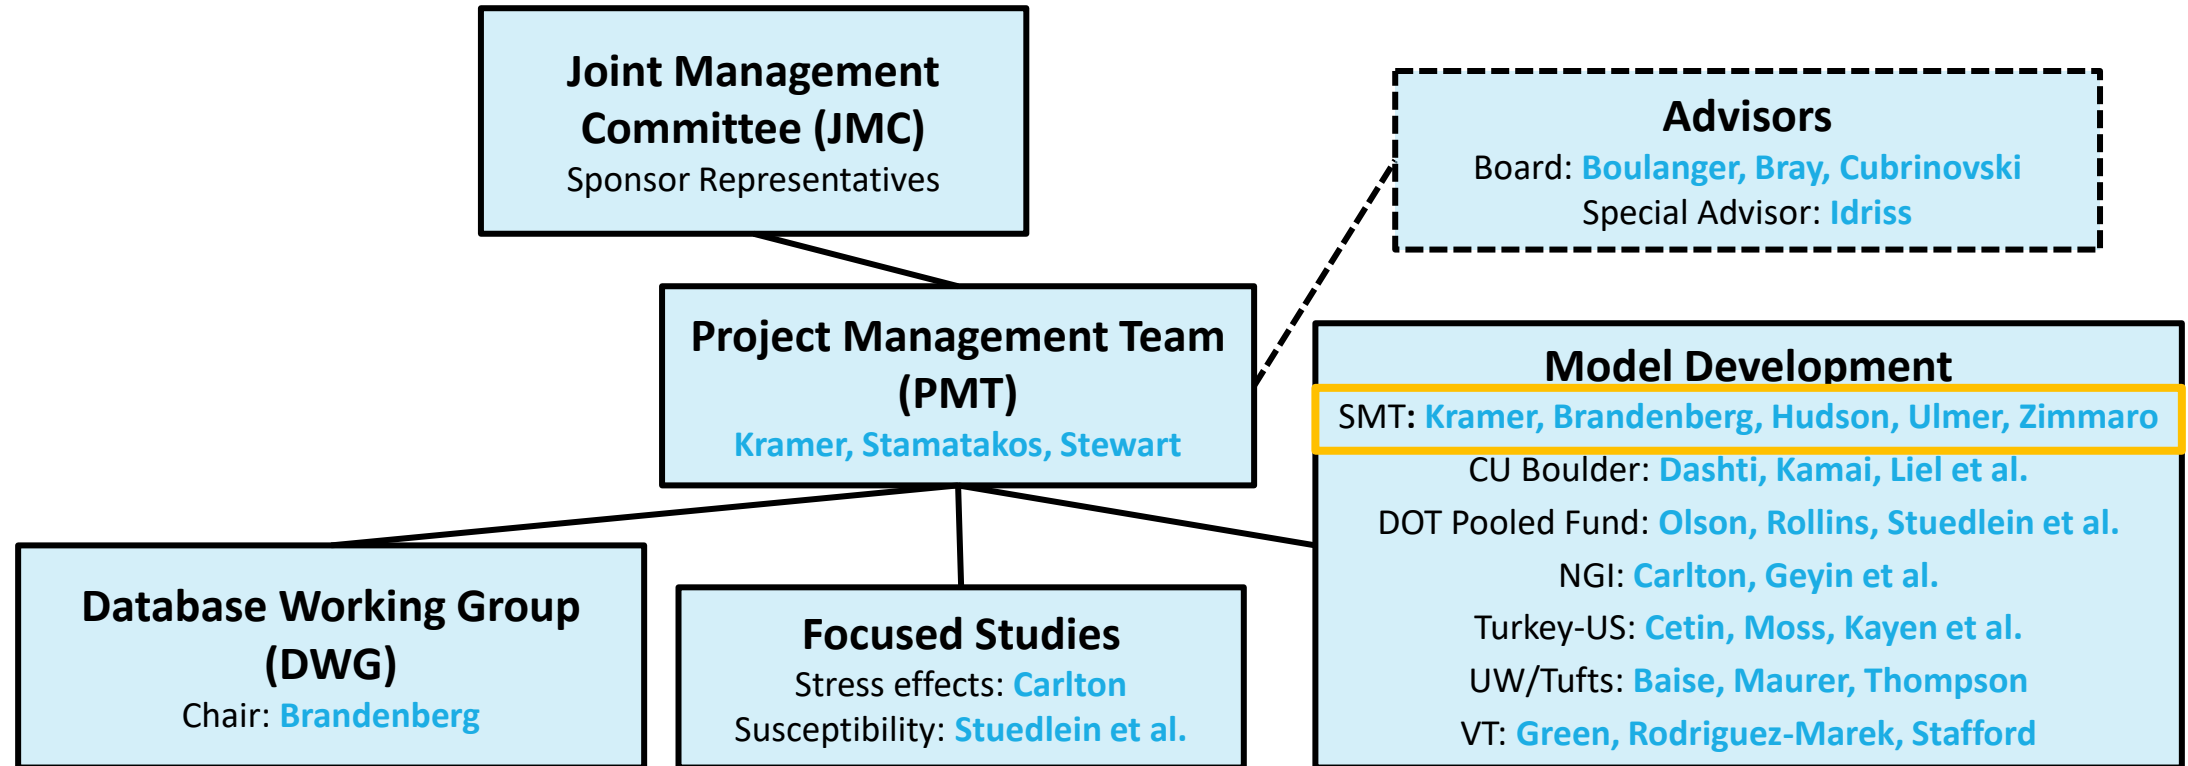 Joint Management
Committee (JMC)
Sponsor Representatives
Advisors
Board: Boulanger, Bray, Cubrinovski
Special Advisor: Idriss
Project Management Team
(PMT)
Kramer, Stamatakos, Stewart
Model Development
SMT: Kramer, Brandenberg, Hudson, Ulmer, Zimmaro
CU Boulder: Dashti, Kamai, Liel et al.
DOT Pooled Fund: Olson, Rollins, Stuedlein et al.
NGI: Carlton, Geyin et al.
Turkey-US: Cetin, Moss, Kayen et al.
UW/Tufts: Baise, Maurer, Thompson
VT: Green, Rodriguez-Marek, Stafford
Database Working Group
(DWG)
Chair: Brandenberg
Focused Studies
Stress effects: Carlton
Susceptibility: Stuedlein et al.